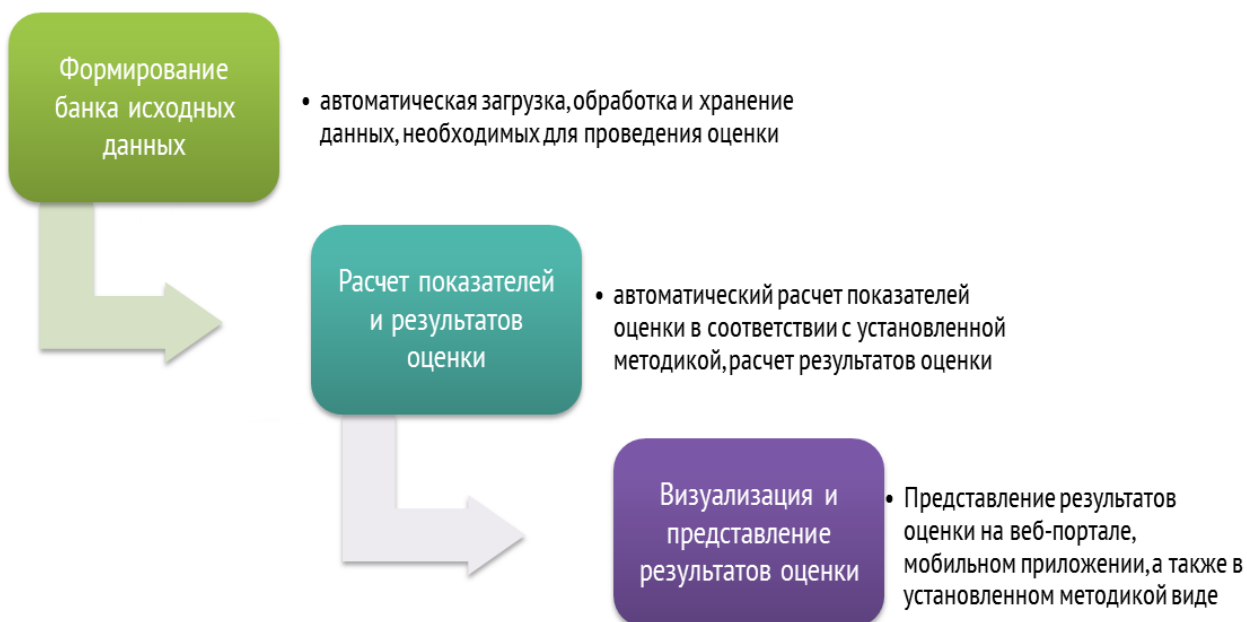 Формирование
банка исходных
данных
• автоматическая загрузка, обработка и хранение
данных, необходимых для проведения оценки
Расчет показателей
и результатов
оценки
• автоматический расчет показателей
оценки в соответствии с установленной
методикой, расчет результатов оценки
Визуализация и
представление
результатов оценки
• Представление результатов
оценки на веб-портале,
мобильном приложении, а также в
установленном методикой виде